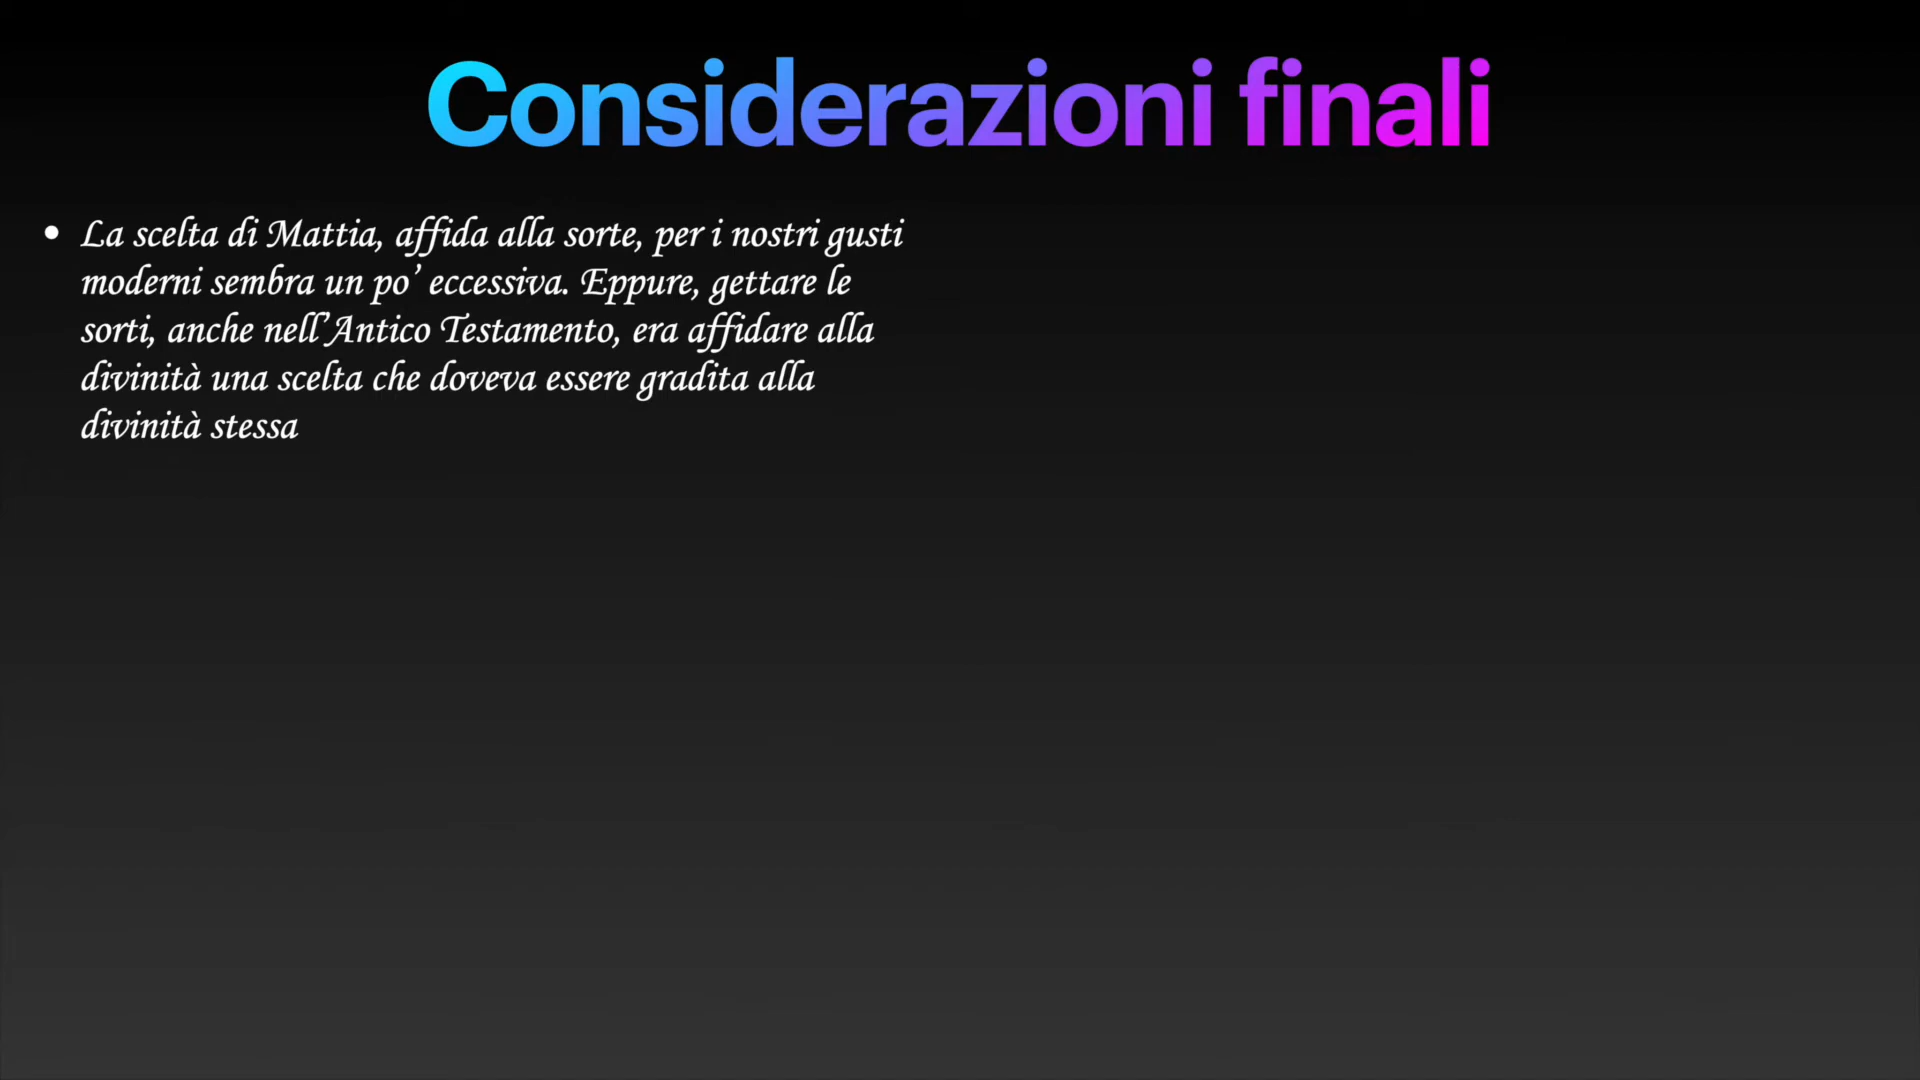 Considerazioni finali
• La scelta di Mattia, affida alla sorte, per i nostri gusti
moderni sembra un po’ eccessiva. Eppure, gettare le
sorti, anche nell’Antico Testamento, era affidare alla
divinità una scelta che doveva essere gradita alla
divinità stessa